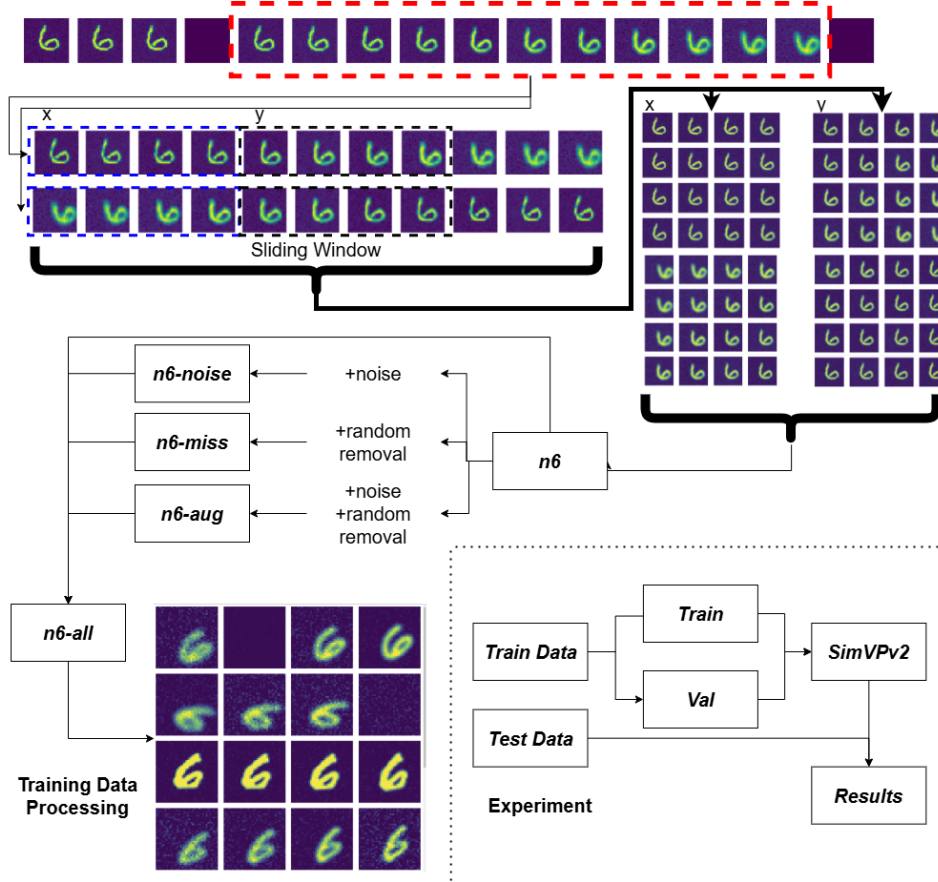 x
y
x
y
Sliding Window
n6-noise
+noise
n6-miss
+random
removal
n6
n6-aug
+noise
+random
removal
n6-all
Training Data
Processing
Train Data
Train
Val
SimVPv2
Test Data
Results
Experiment